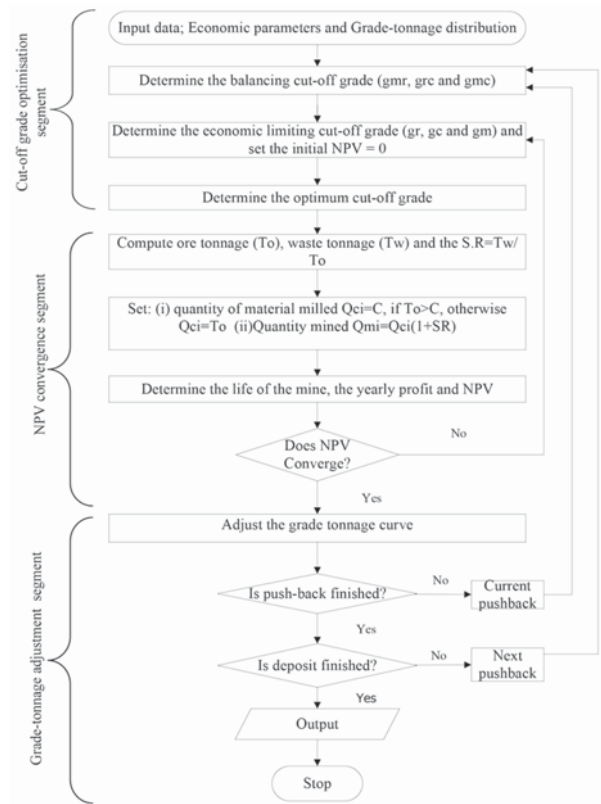 Input data; Economic parameters and Grade-tonnage distribution
Cut-off grade optimisation
segment
Determine the balancing cut-off grade (gmr, grc and gmc)
Determine the economic limiting cut-off grade (gr, gc and gm) and
set the initial NPV = 0
Determine the optimum cut-off grade
NPV convergence segment
Compute ore tonnage (To), waste tonnage (Tw) and the S.R=Tw/
To
Set: (i) quantity of material milled Qci=C, if To>C, otherwise
Qci=To (ii)Quantity mined Qmi=Qci(1+SR)
Determine the life of the mine, the yearly profit and NPV
Does NPV
Converge?
No
Yes
Grade-tonnage adjustment segment
Adjust the grade tonnage curve
Is push-back finished?
No
Current
pushback
Yes
Is deposit finished?
No
Next
pushback
Yes
Output
Stop